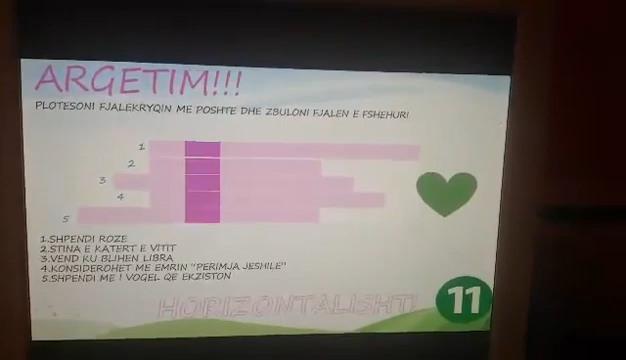 ARGETIM!!!
PLOTESONI FJALEKRYQIN ME POSHTE DHE ZBULONI FJALEN E FSHEHUR!
1
2
3
4
5
1.SHPENDI ROZE
2.STINA E KATERT E VITIT
3.VEND KU BLIHEN LIBRA
4.KONSIDEROHET ME EMRIN "PERIMJA JESHILE"
5.SHPENDI ME I VOGEL QE EKZISTON
HORIZONTALISHT!
11